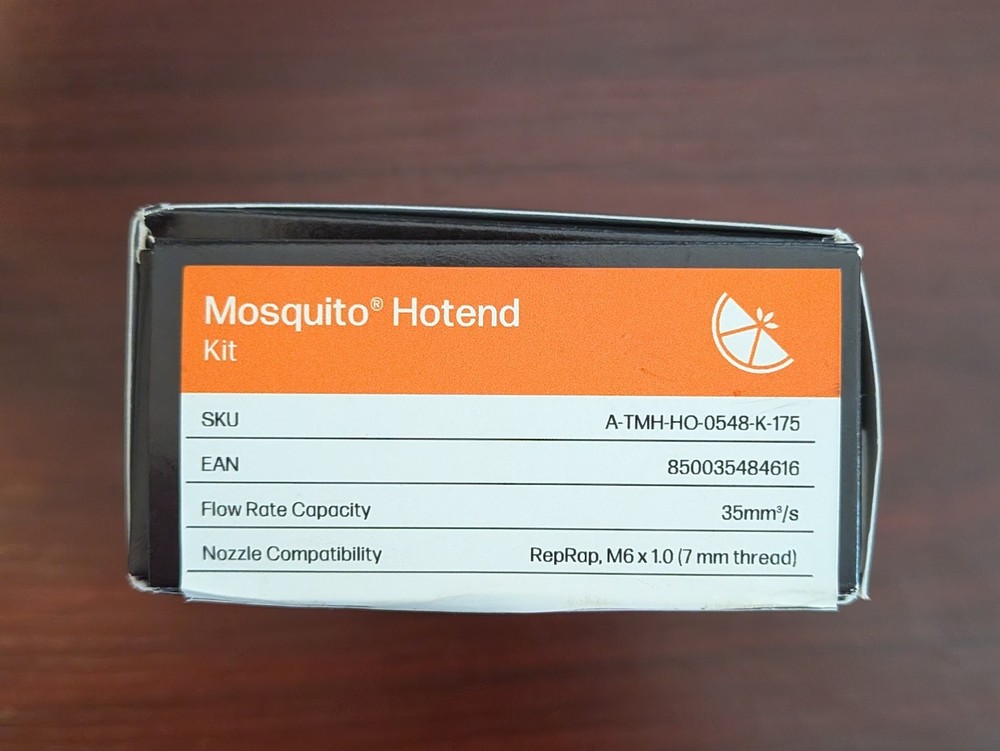 Mosquito® Hotend
Kit
SKU A-TMH-HO-0548-K-175
EAN 850035484616
Flow Rate Capacity 35mm³/s
Nozzle Compatibility RepRap, M6 x 1.0 (7 mm thread)